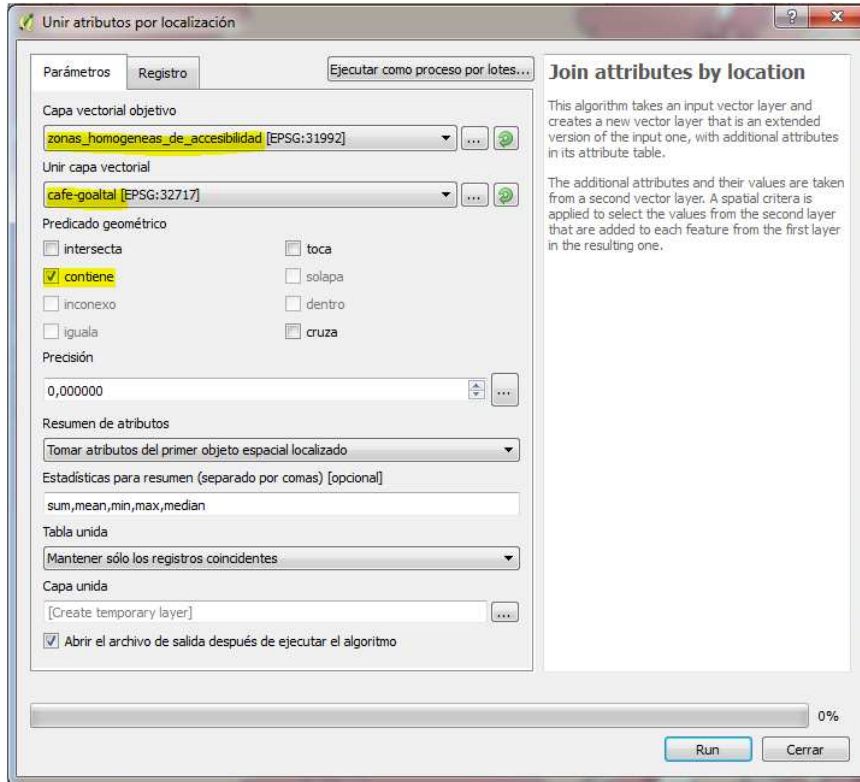 Unir atributos por localización
Parámetros
Registro
Ejecutar como proceso por lotes...
Capa vectorial objetivo
zonas_homogeneas_de_accesibilidad [EPSG:31992]
...
Unir capa vectorial
cafe-goaltal [EPSG:32717]
...
Predicado geométrico
intersecta
toca
contiene
solapa
inconexo
dentro
iguala
cruza
Precisión
0,000000
...
Resumen de atributos
Tomar atributos del primer objeto espacial localizado
Estadísticas para resumen (separado por comas) [opcional]
sum,mean,min,max,median
Tabla unida
Mantener sólo los registros coincidentes
Capa unida
[Create temporary layer]
...
Abrir el archivo de salida después de ejecutar el algoritmo
Join attributes by location
This algorithm takes an input vector layer and
creates a new vector layer that is an extended
version of the input one, with additional attributes
in its attribute table.
The additional attributes and their values are taken
from a second vector layer. A spatial critera is
applied to select the values from the second layer
that are added to each feature from the first layer
in the resulting one.
0%
Run
Cerrar